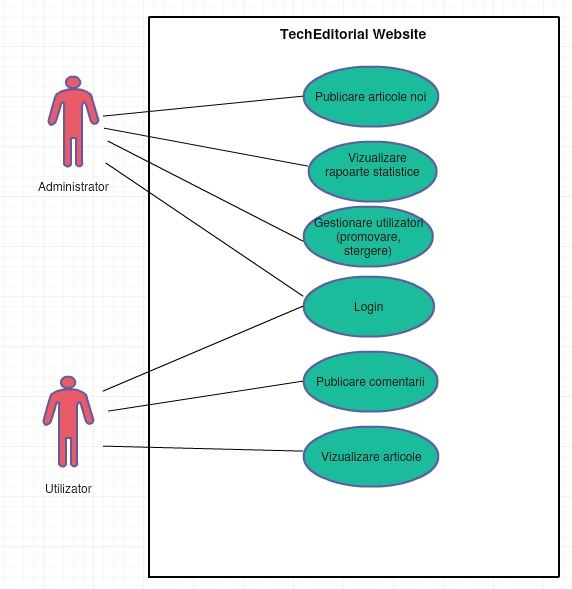 TechEditorial Website
Publicare articole noi
Administrator
Vizualizare
rapoarte statistice
Gestionare utilizatori
(promovare,
stergere)
Login
Publicare comentarii
Vizualizare articole
Utilizator